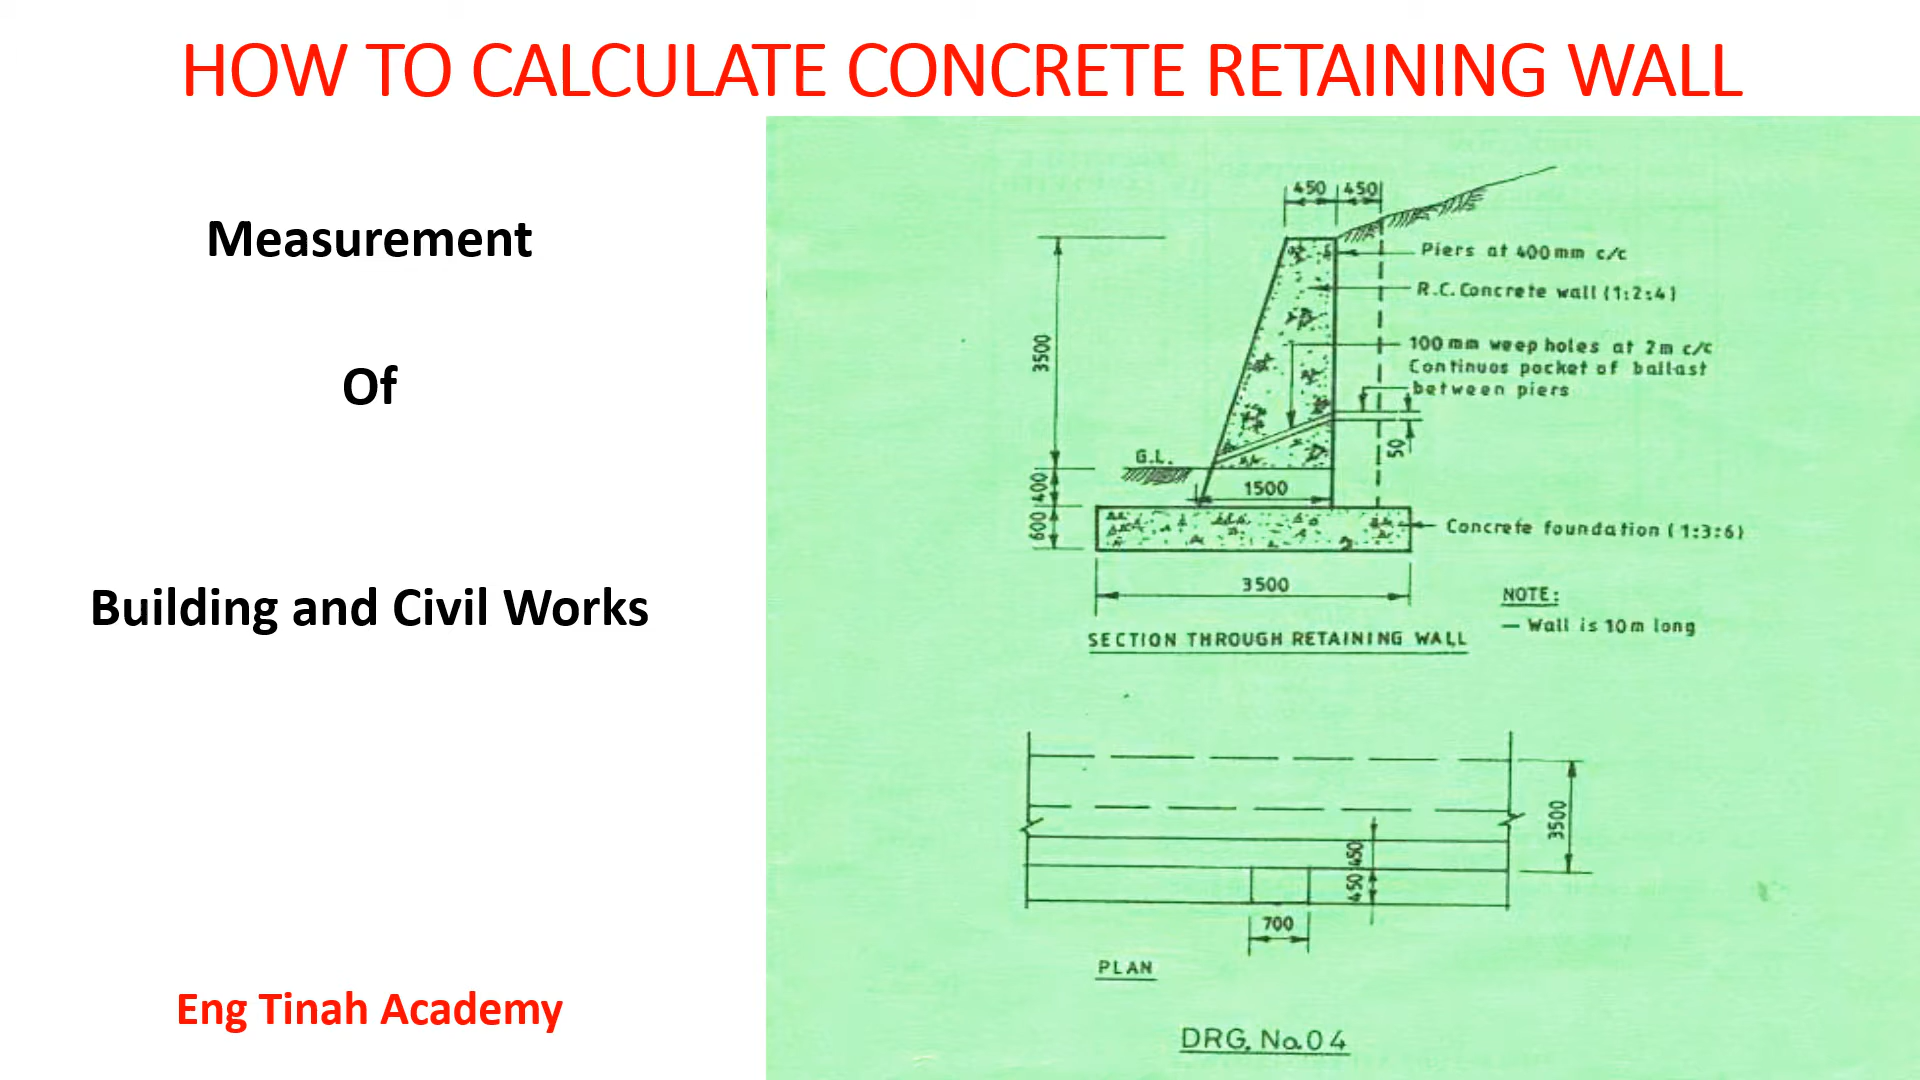 HOW TO CALCULATE CONCRETE RETAINING WALL
Measurement
Of
Building and Civil Works
Eng Tinah Academy
450 450
Piers at 400mm c/c
R.C. Concrete wall (1:2:4)
100mm weep holes at 2m c/c
Continuos pocket of ballast
between piers
3500
50
G.L.
400
1500
600
Concrete foundation (1:3:6)
3500
NOTE:
— Wall is 10m long
SECTION THROUGH RETAINING WALL
3500
450
450
700
PLAN
DRG. No. 04